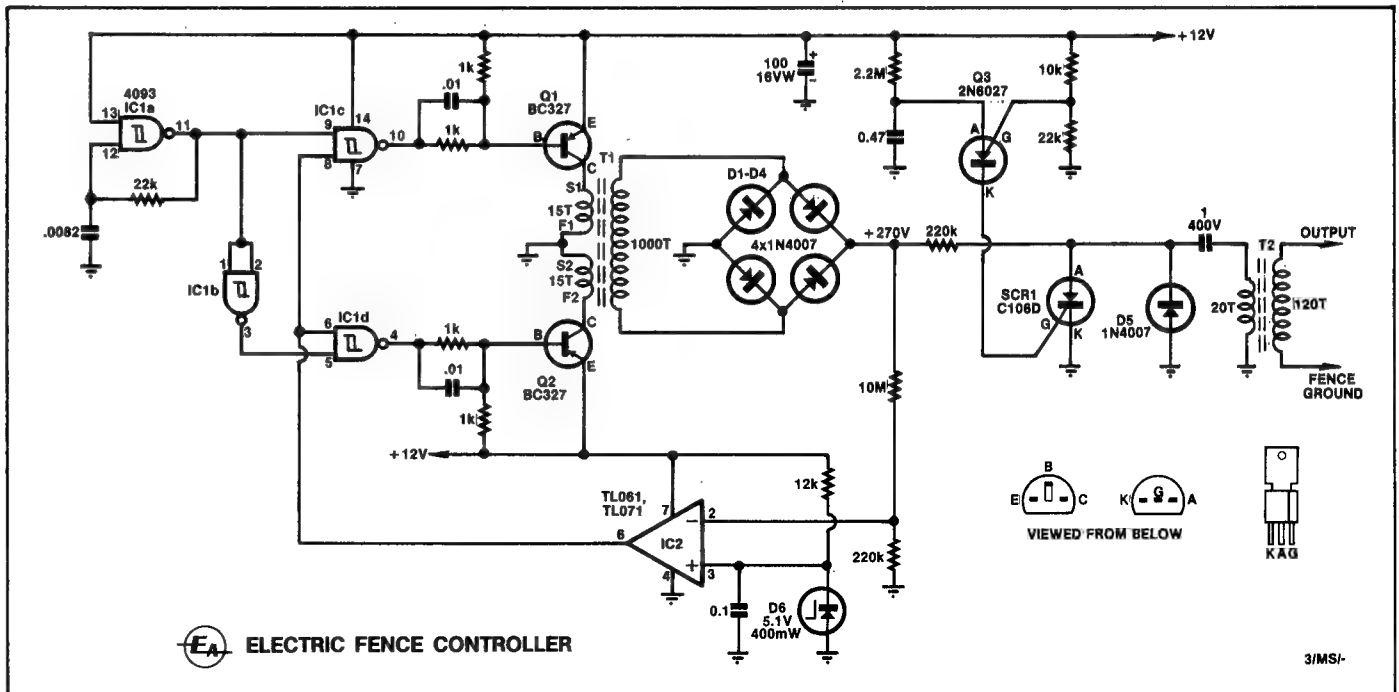 +12V
4093
IC1a
13
12
11
22k
.0082
1
2
IC1b
3
IC1c
14
9
8
10
7
.01
1k
1k
Q1
BC327
B
E
C
T1
S1
15T
F1
S2
15T
F2
1000T
IC1d
6
5
4
1k
.01
1k
B
C
E
Q2
BC327
+12V
100
16VW
+
-
D1-D4
4x1N4007
+270V
2.2M
0.47
Q3
2N6027
10k
22k
A
G
K
220k
SCR1
C106D
A
G
K
D5
1N4007
1
400V
T2
20T
120T
OUTPUT
FENCE
GROUND
10M
220k
12k
TL061,
TL071
7
2
6
IC2
-
+
3
4
0.1
D6
5.1V
400mW
B
E
C
K
G
A
VIEWED FROM BELOW
KAG
EA
ELECTRIC FENCE CONTROLLER
3/MS/-